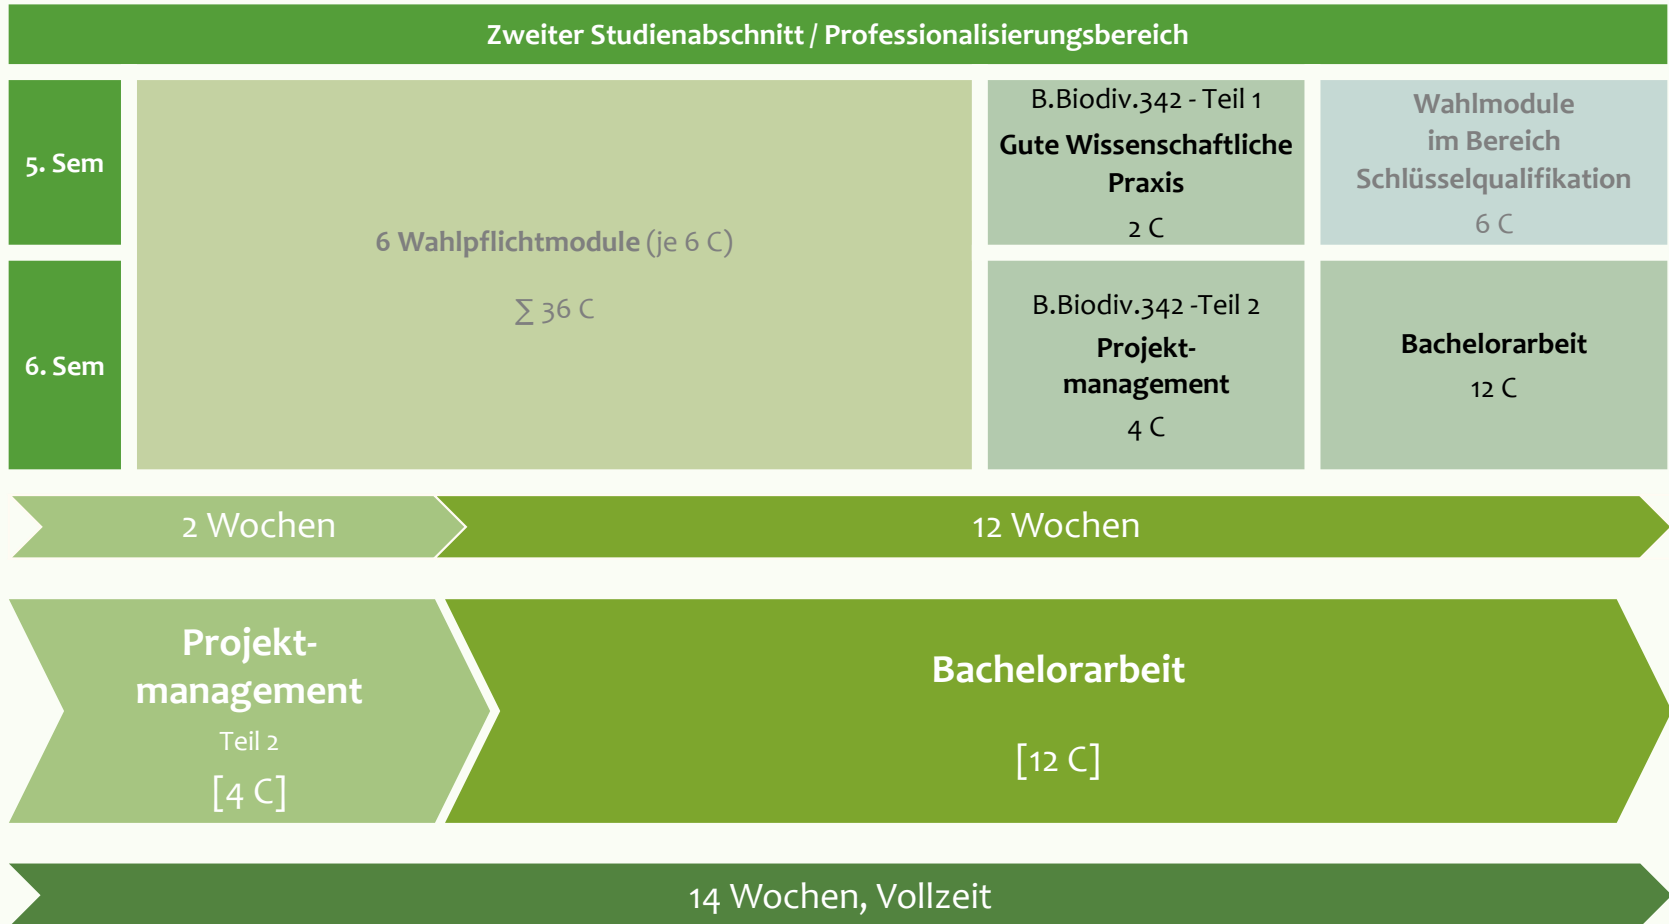 Zweiter Studienabschnitt / Professionalisierungsbereich
5. Sem
6 Wahlpflichtmodule (je 6 C)
∑ 36 C
B.Biodiv.342 - Teil 1
Gute Wissenschaftliche
Praxis
2 C
Wahlmodule
im Bereich
Schlüsselqualifikation
6 C
6. Sem
B.Biodiv.342 -Teil 2
Projekt-
management
4 C
Bachelorarbeit
12 C
2 Wochen
12 Wochen
Projekt-
management
Teil 2
[4 C]
Bachelorarbeit
[12 C]
14 Wochen, Vollzeit